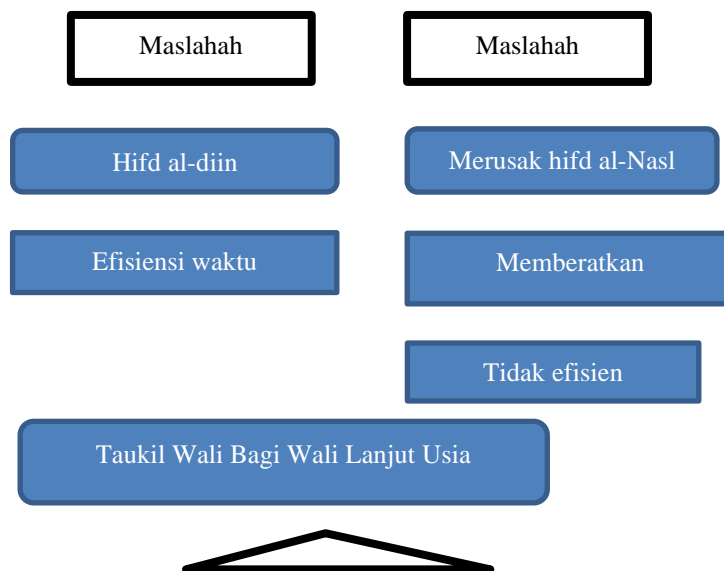 Maslahah
Maslahah
Hifd al-diin
Merusak hifd al-Nasl
Efisiensi waktu
Memberatkan
Tidak efisien
Taukil Wali Bagi Wali Lanjut Usia